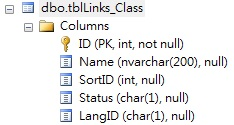 dbo.tblLinks_Class
Columns
ID (PK, int, not null)
Name (nvarchar(200), null)
SortID (int, null)
Status (char(1), null)
LangID (char(1), null)